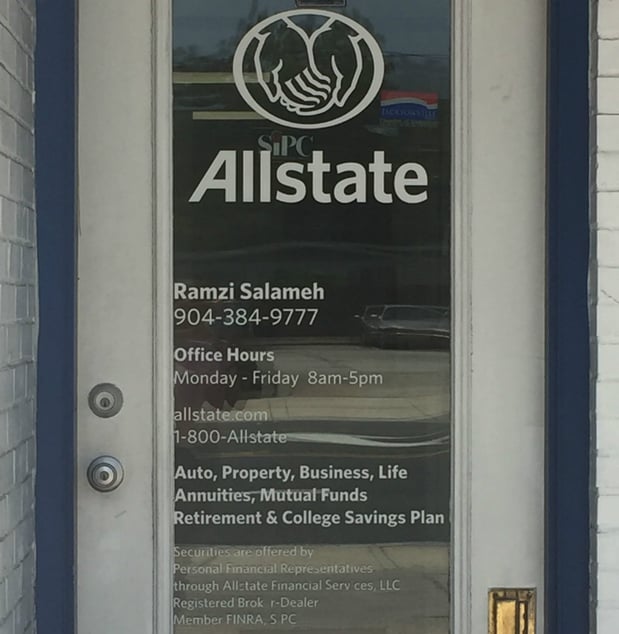 JACKSONVILLE
SiPC
Allstate
Ramzi Salameh
904-384-9777
Office Hours
Monday - Friday 8am-5pm
allstate.com
1-800-Allstate
Auto, Property, Business, Life
Annuities, Mutual Funds
Retirement & College Savings Plan
Securities are offered by
Personal Financial Representatives
through Allstate Financial Serv ces, LLC
Registered Brok r-Dealer
Member FINRA, S PC